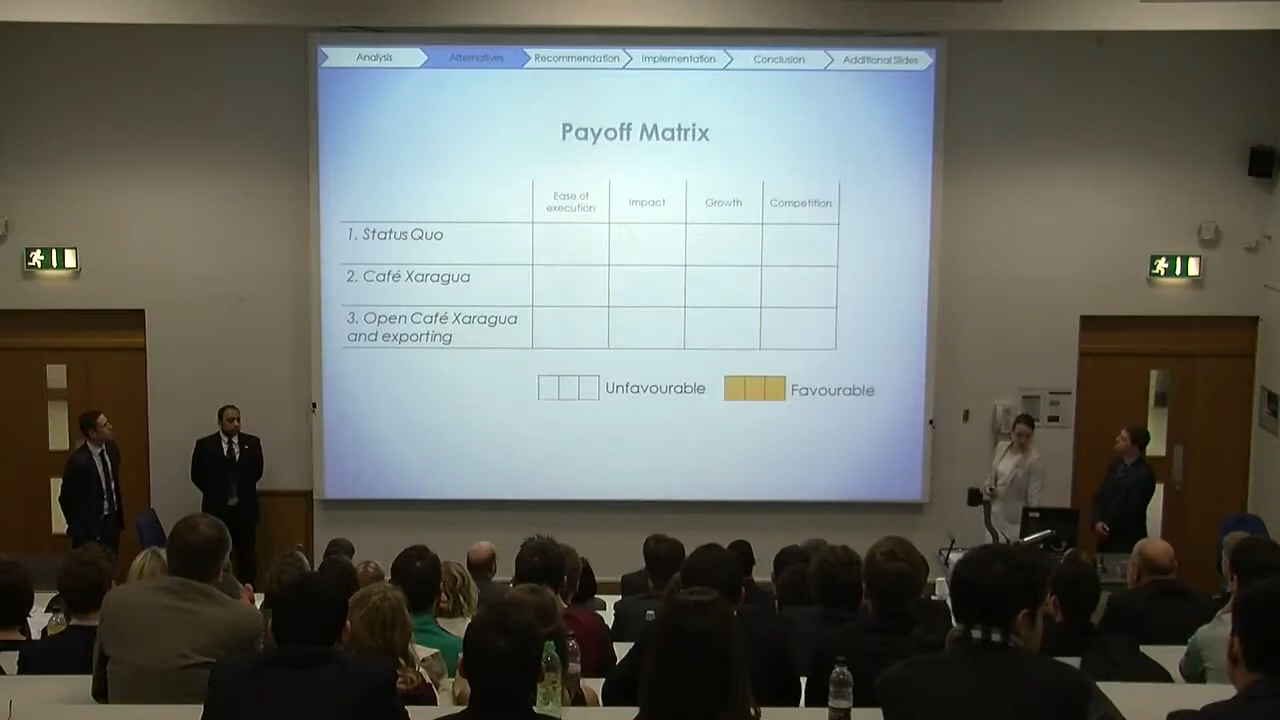 Analysis
Alternatives
Recommendation
Implementation
Conclusion
Additional Slides
Payoff Matrix
Ease of
execution
Impact
Growth
Competition
1. Status Quo
2. Café Xaragua
3. Open Café Xaragua
and exporting
Unfavourable
Favourable